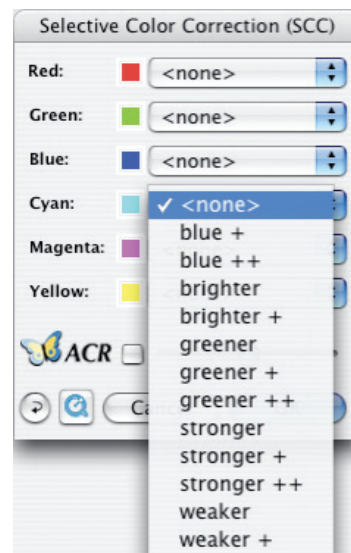 Selective Color Correction (SCC)
Red: <none>
Green: <none>
Blue: <none>
Cyan: ✓ <none>
blue +
blue ++
Magenta:
brighter
brighter +
Yellow:
greener
greener +
ACR
greener ++
Ca
stronger
stronger +
stronger ++
weaker
weaker +